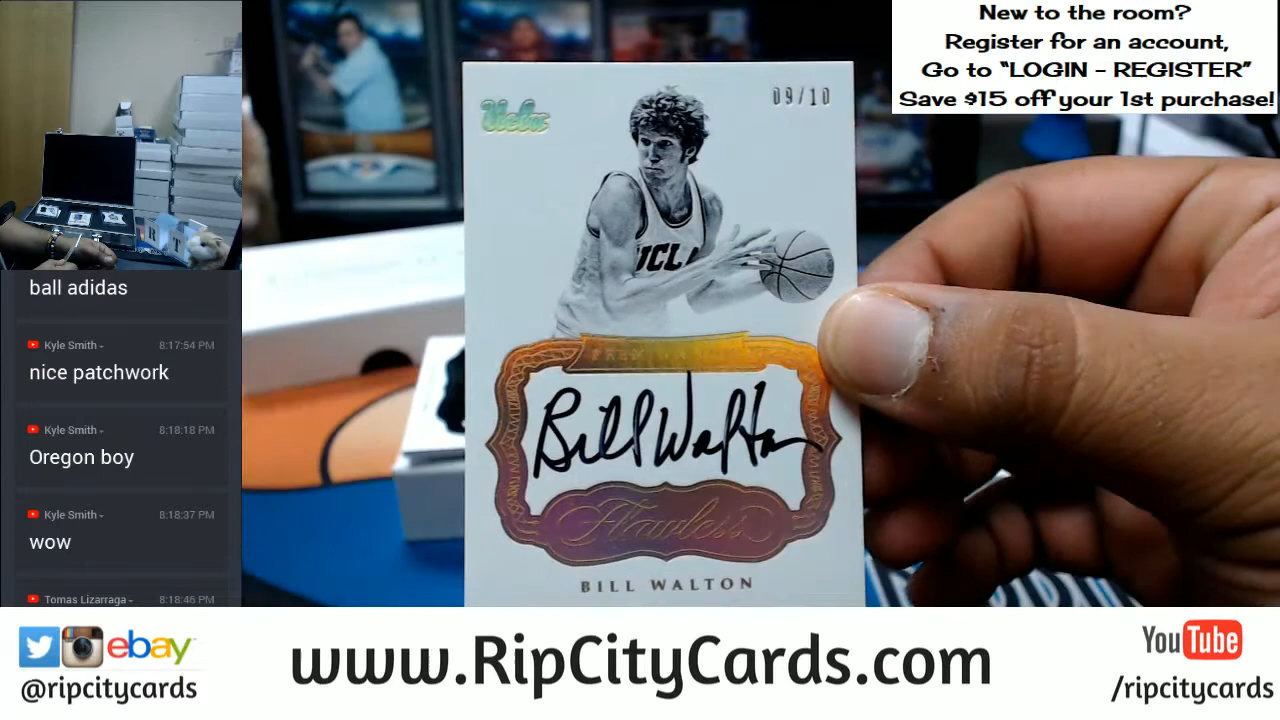 New to the room?
Register for an account,
Go to “LOGIN - REGISTER”
Save $15 off your 1st purchase!
ball adidas
Kyle Smith
8:17:54 PM
nice patchwork
Kyle Smith
8:18:18 PM
Oregon boy
Kyle Smith
8:18:37 PM
wow
Tomas Lizarraga
8:18:46 PM
R T
Ucla
09/10
UCLA
Bill Walton
Flawless
BILL WALTON
ebay
@ripcitycards
www.RipCityCards.com
YouTube
/ripcitycards